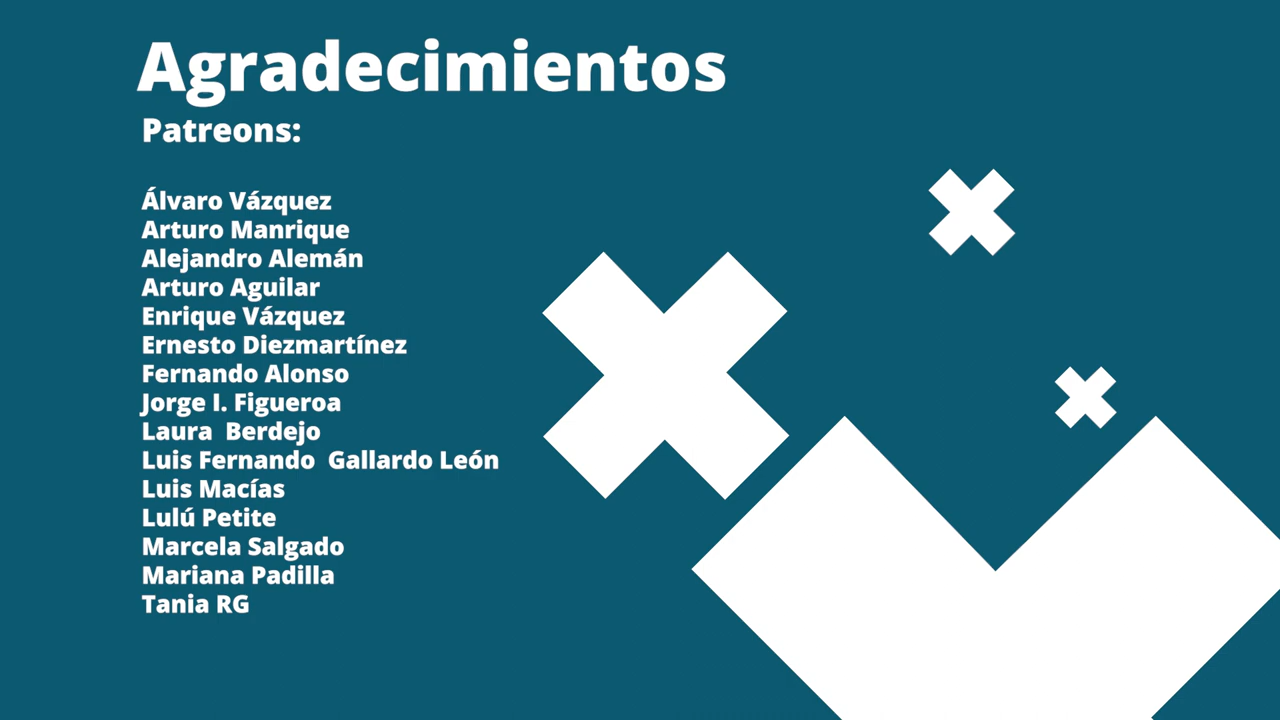 Agradecimientos
Patreons:
Álvaro Vázquez
Arturo Manrique
Alejandro Alemán
Arturo Aguilar
Enrique Vázquez
Ernesto Diezmartínez
Fernando Alonso
Jorge I. Figueroa
Laura  Berdejo
Luis Fernando  Gallardo León
Luis Macías
Lulú Petite
Marcela Salgado
Mariana Padilla
Tania RG